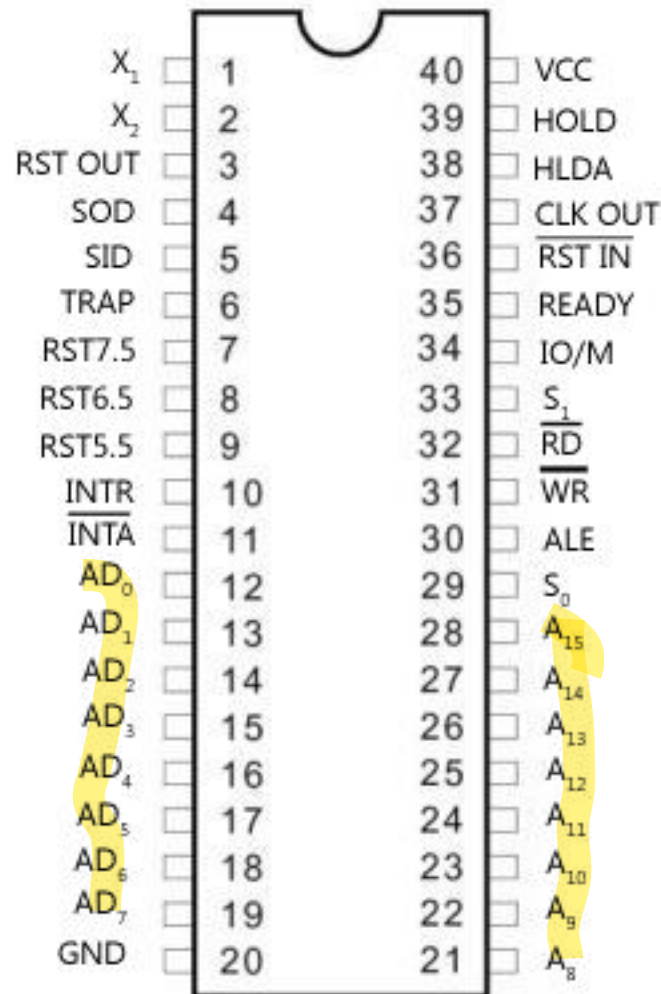 X₁ 1 40 VCC
X₂ 2 39 HOLD
RST OUT 3 38 HLDA
SOD 4 37 CLK OUT
SID 5 36 RST IN
TRAP 6 35 READY
RST7.5 7 34 IO/M
RST6.5 8 33 S₁
RST5.5 9 32 RD
INTR 10 31 WR
INTA 11 30 ALE
AD₀ 12 29 S₀
AD₁ 13 28 A₁₅
AD₂ 14 27 A₁₄
AD₃ 15 26 A₁₃
AD₄ 16 25 A₁₂
AD₅ 17 24 A₁₁
AD₆ 18 23 A₁₀
AD₇ 19 22 A₉
GND 20 21 A₈